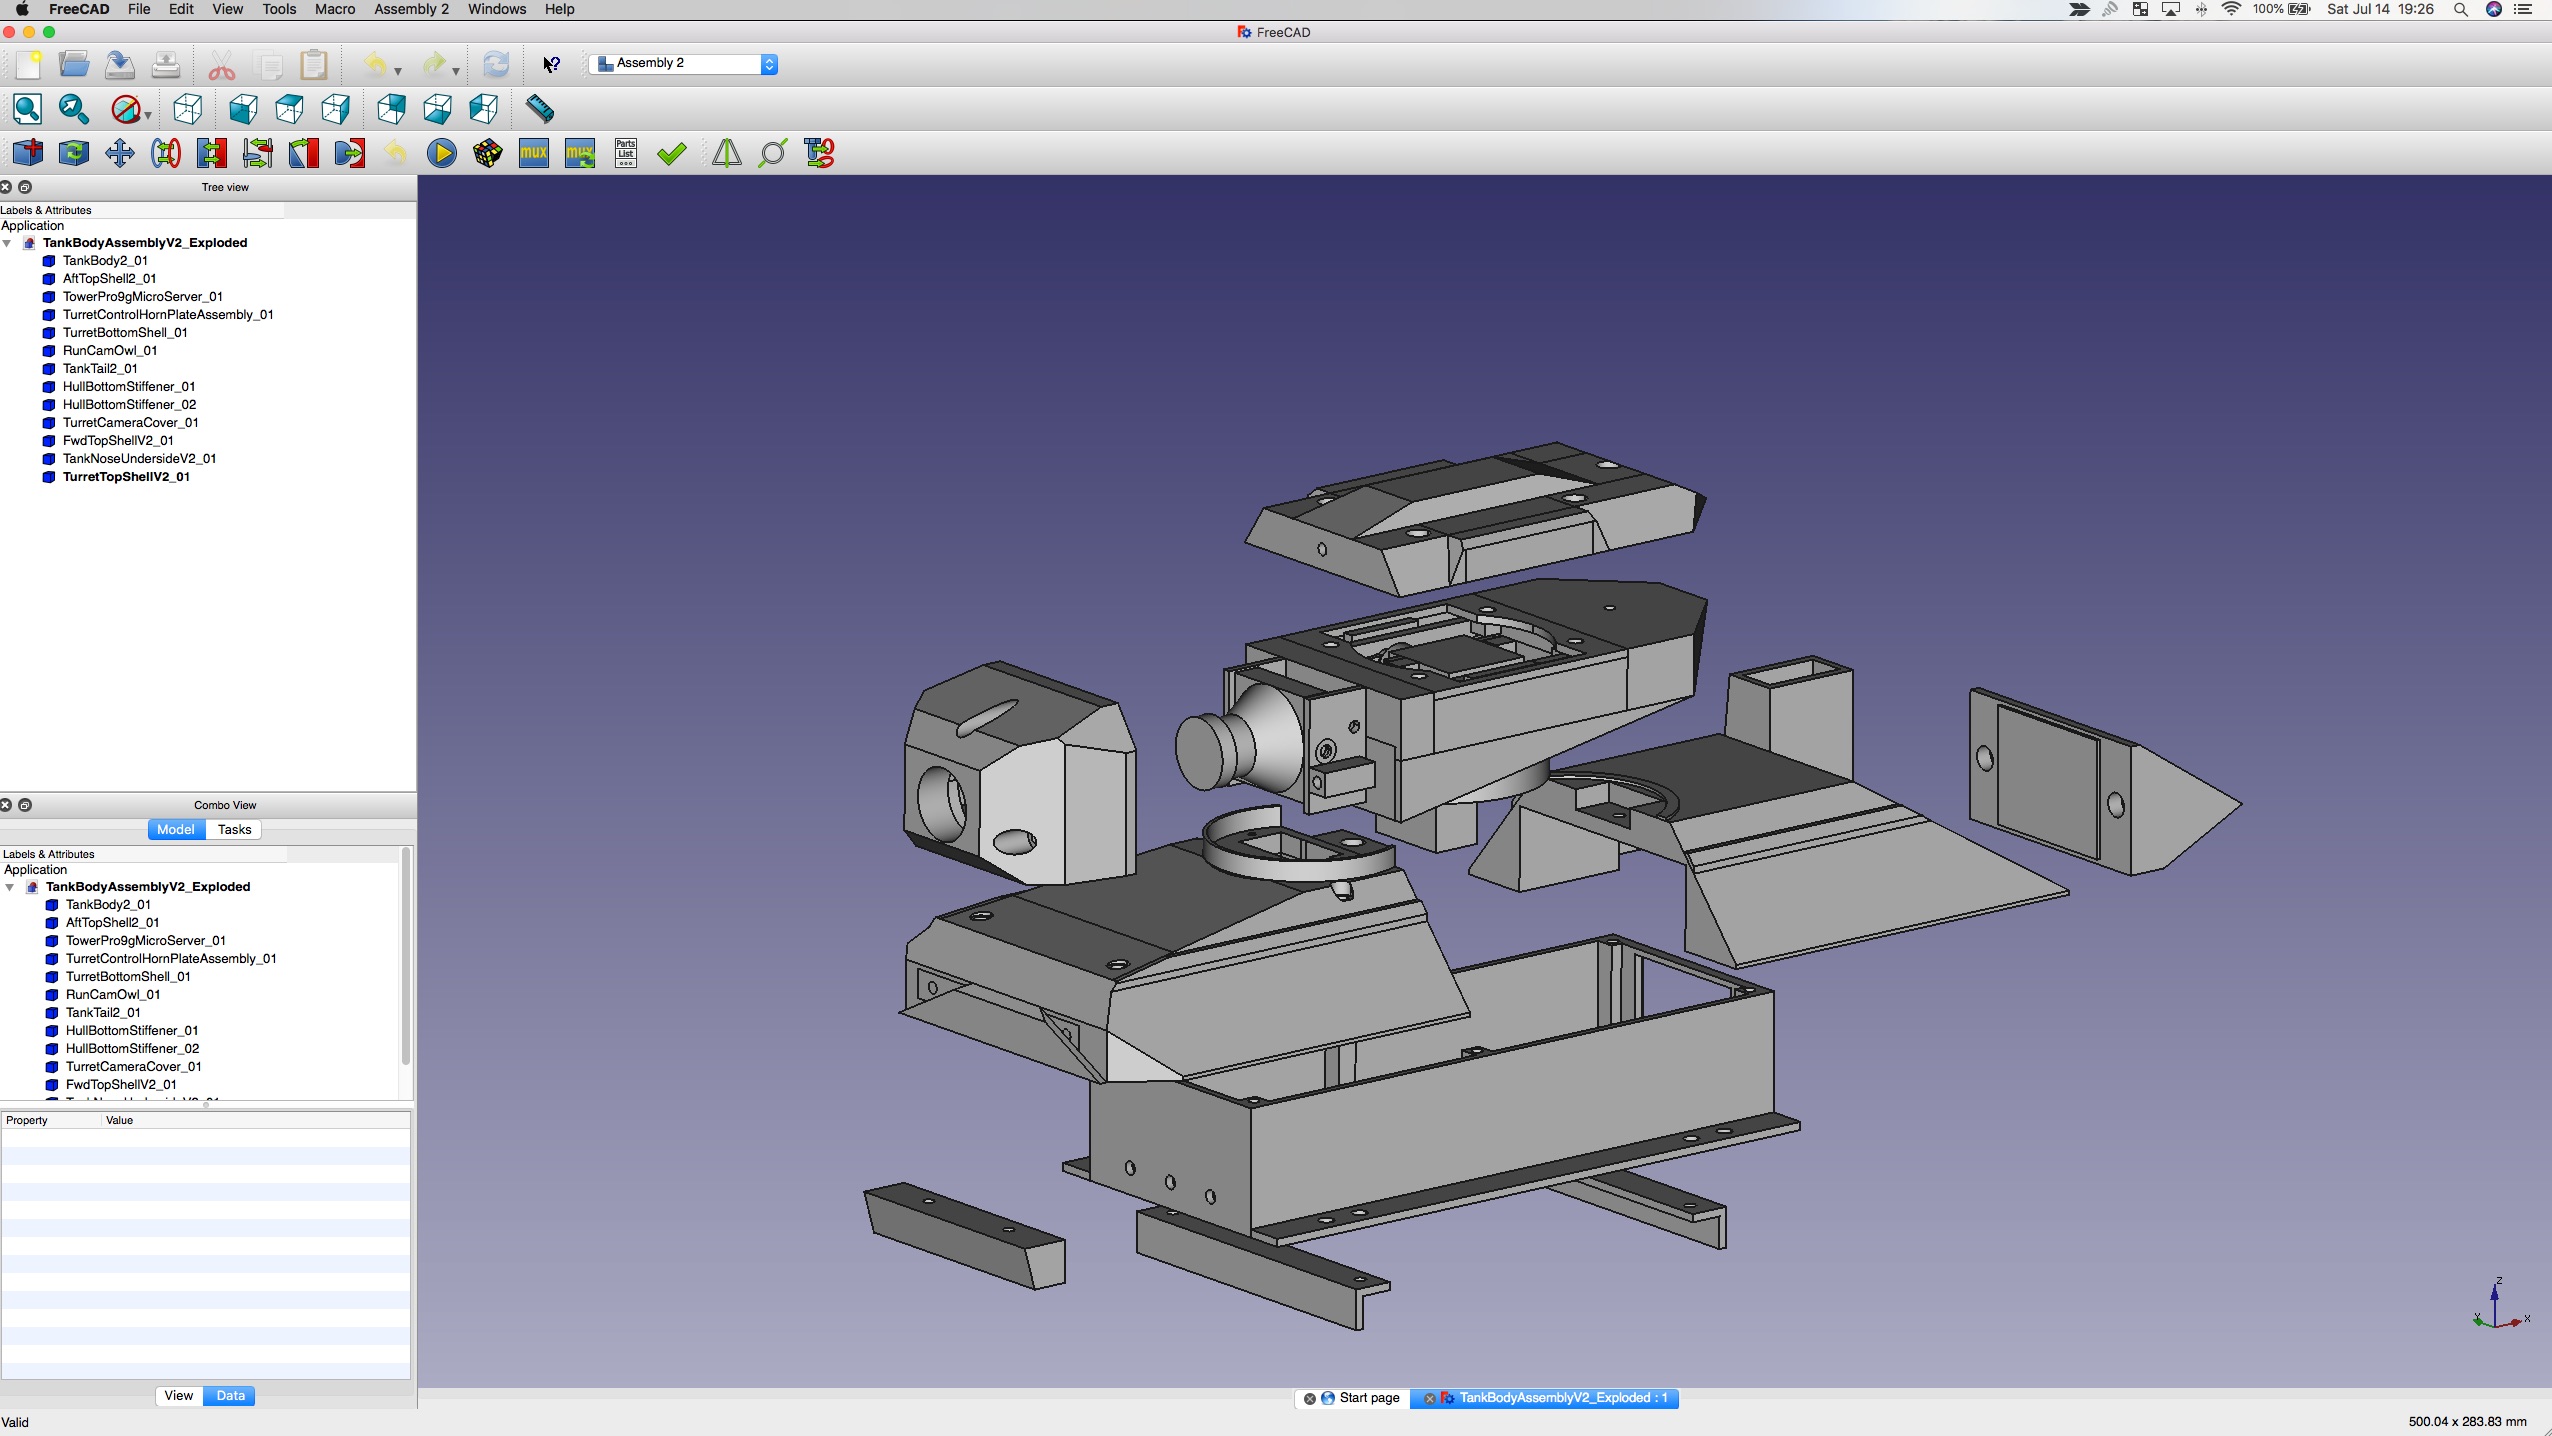 FreeCAD File Edit View Tools Macro Assembly 2 Windows Help
100% Sat Jul 14 19:26
FreeCAD
Assembly 2
mux
Parts
List
Tree view
Labels & Attributes
Application
TankBodyAssemblyV2_Exploded
TankBody2_01
AftTopShell2_01
TowerPro9gMicroServer_01
TurretControlHornPlateAssembly_01
TurretBottomShell_01
RunCamOwl_01
TankTail2_01
HullBottomStiffener_01
HullBottomStiffener_02
TurretCameraCover_01
FwdTopShellV2_01
TankNoseUndersideV2_01
TurretTopShellV2_01
Combo View
Model Tasks
Labels & Attributes
Application
TankBodyAssemblyV2_Exploded
TankBody2_01
AftTopShell2_01
TowerPro9gMicroServer_01
TurretControlHornPlateAssembly_01
TurretBottomShell_01
RunCamOwl_01
TankTail2_01
HullBottomStiffener_01
HullBottomStiffener_02
TurretCameraCover_01
FwdTopShellV2_01
Property Value
View Data
Z
Y X
Start page TankBodyAssemblyV2_Exploded : 1
Valid
500.04 x 283.83 mm